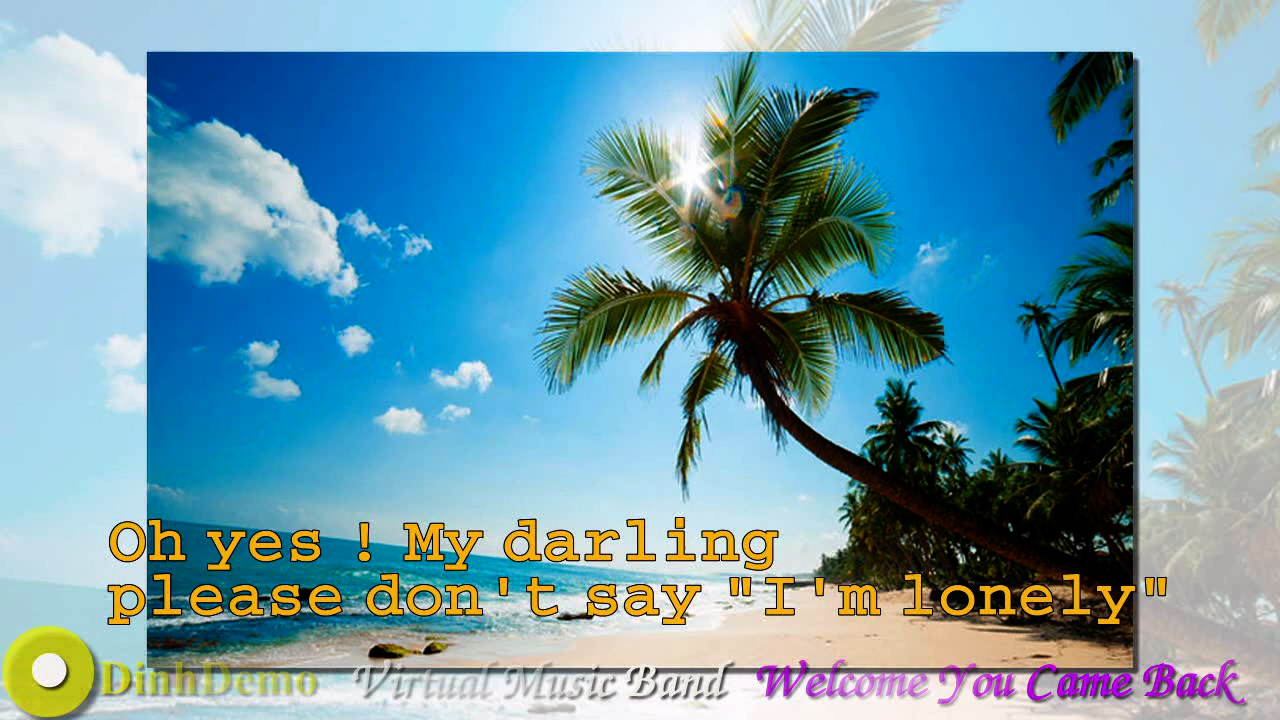 Oh yes ! My darling
please don't say "I'm lonely"
DinhDemo Virtual Music Band Welcome You Came Back